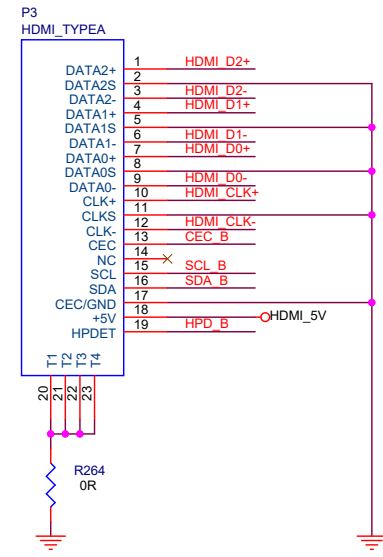 P3
HDMI_TYPEA
DATA2+ 1 HDMI_D2+
DATA2S 2
DATA2- 3 HDMI_D2-
DATA1+ 4 HDMI_D1+
DATA1S 5
DATA1- 6 HDMI_D1-
DATA0+ 7 HDMI_D0+
DATA0S 8
DATA0- 9 HDMI_D0-
CLK+ 10 HDMI_CLK+
CLKS 11
CLK- 12 HDMI_CLK-
CEC 13 CEC_B
NC 14
SCL 15 SCL_B
SDA 16 SDA_B
CEC/GND 17
+5V 18 HDMI_5V
HPDET 19 HPD_B
T1 T2 T3 T4
20 21 22 23
R264
0R